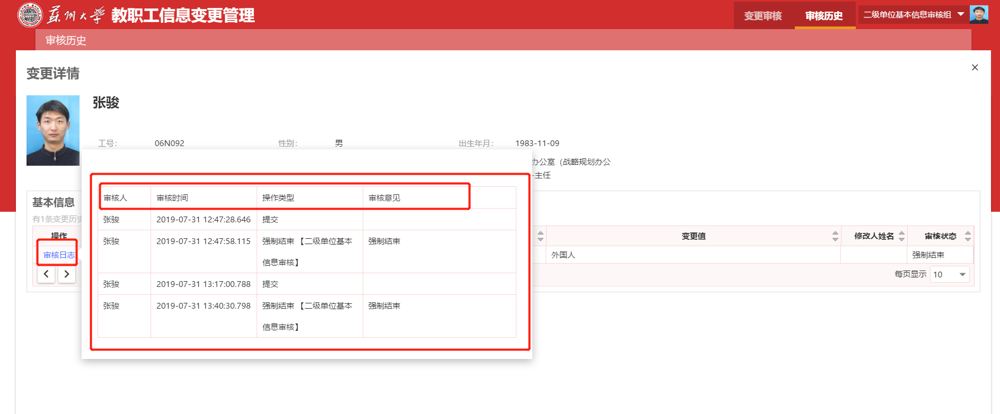 蘇州大學 教职工信息变更管理
变更审核
审核历史
二级单位基本信息审核组
审核历史
变更详情
张骏
工号： 06N092 性别： 男 出生年月： 1983-11-09
办公室（战略规划办公
-主任
基本信息
有1条变更历史
操作
变更值
修改人姓名
审核状态
审核日志
外国人
强制结束
每页显示 10
审核人 审核时间 操作类型 审核意见
张骏 2019-07-31 12:47:28.646 提交
张骏 2019-07-31 12:47:58.115 强制结束 【二级单位基本 强制结束
信息审核】
张骏 2019-07-31 13:17:00.788 提交
张骏 2019-07-31 13:40:30.798 强制结束 【二级单位基本 强制结束
信息审核】